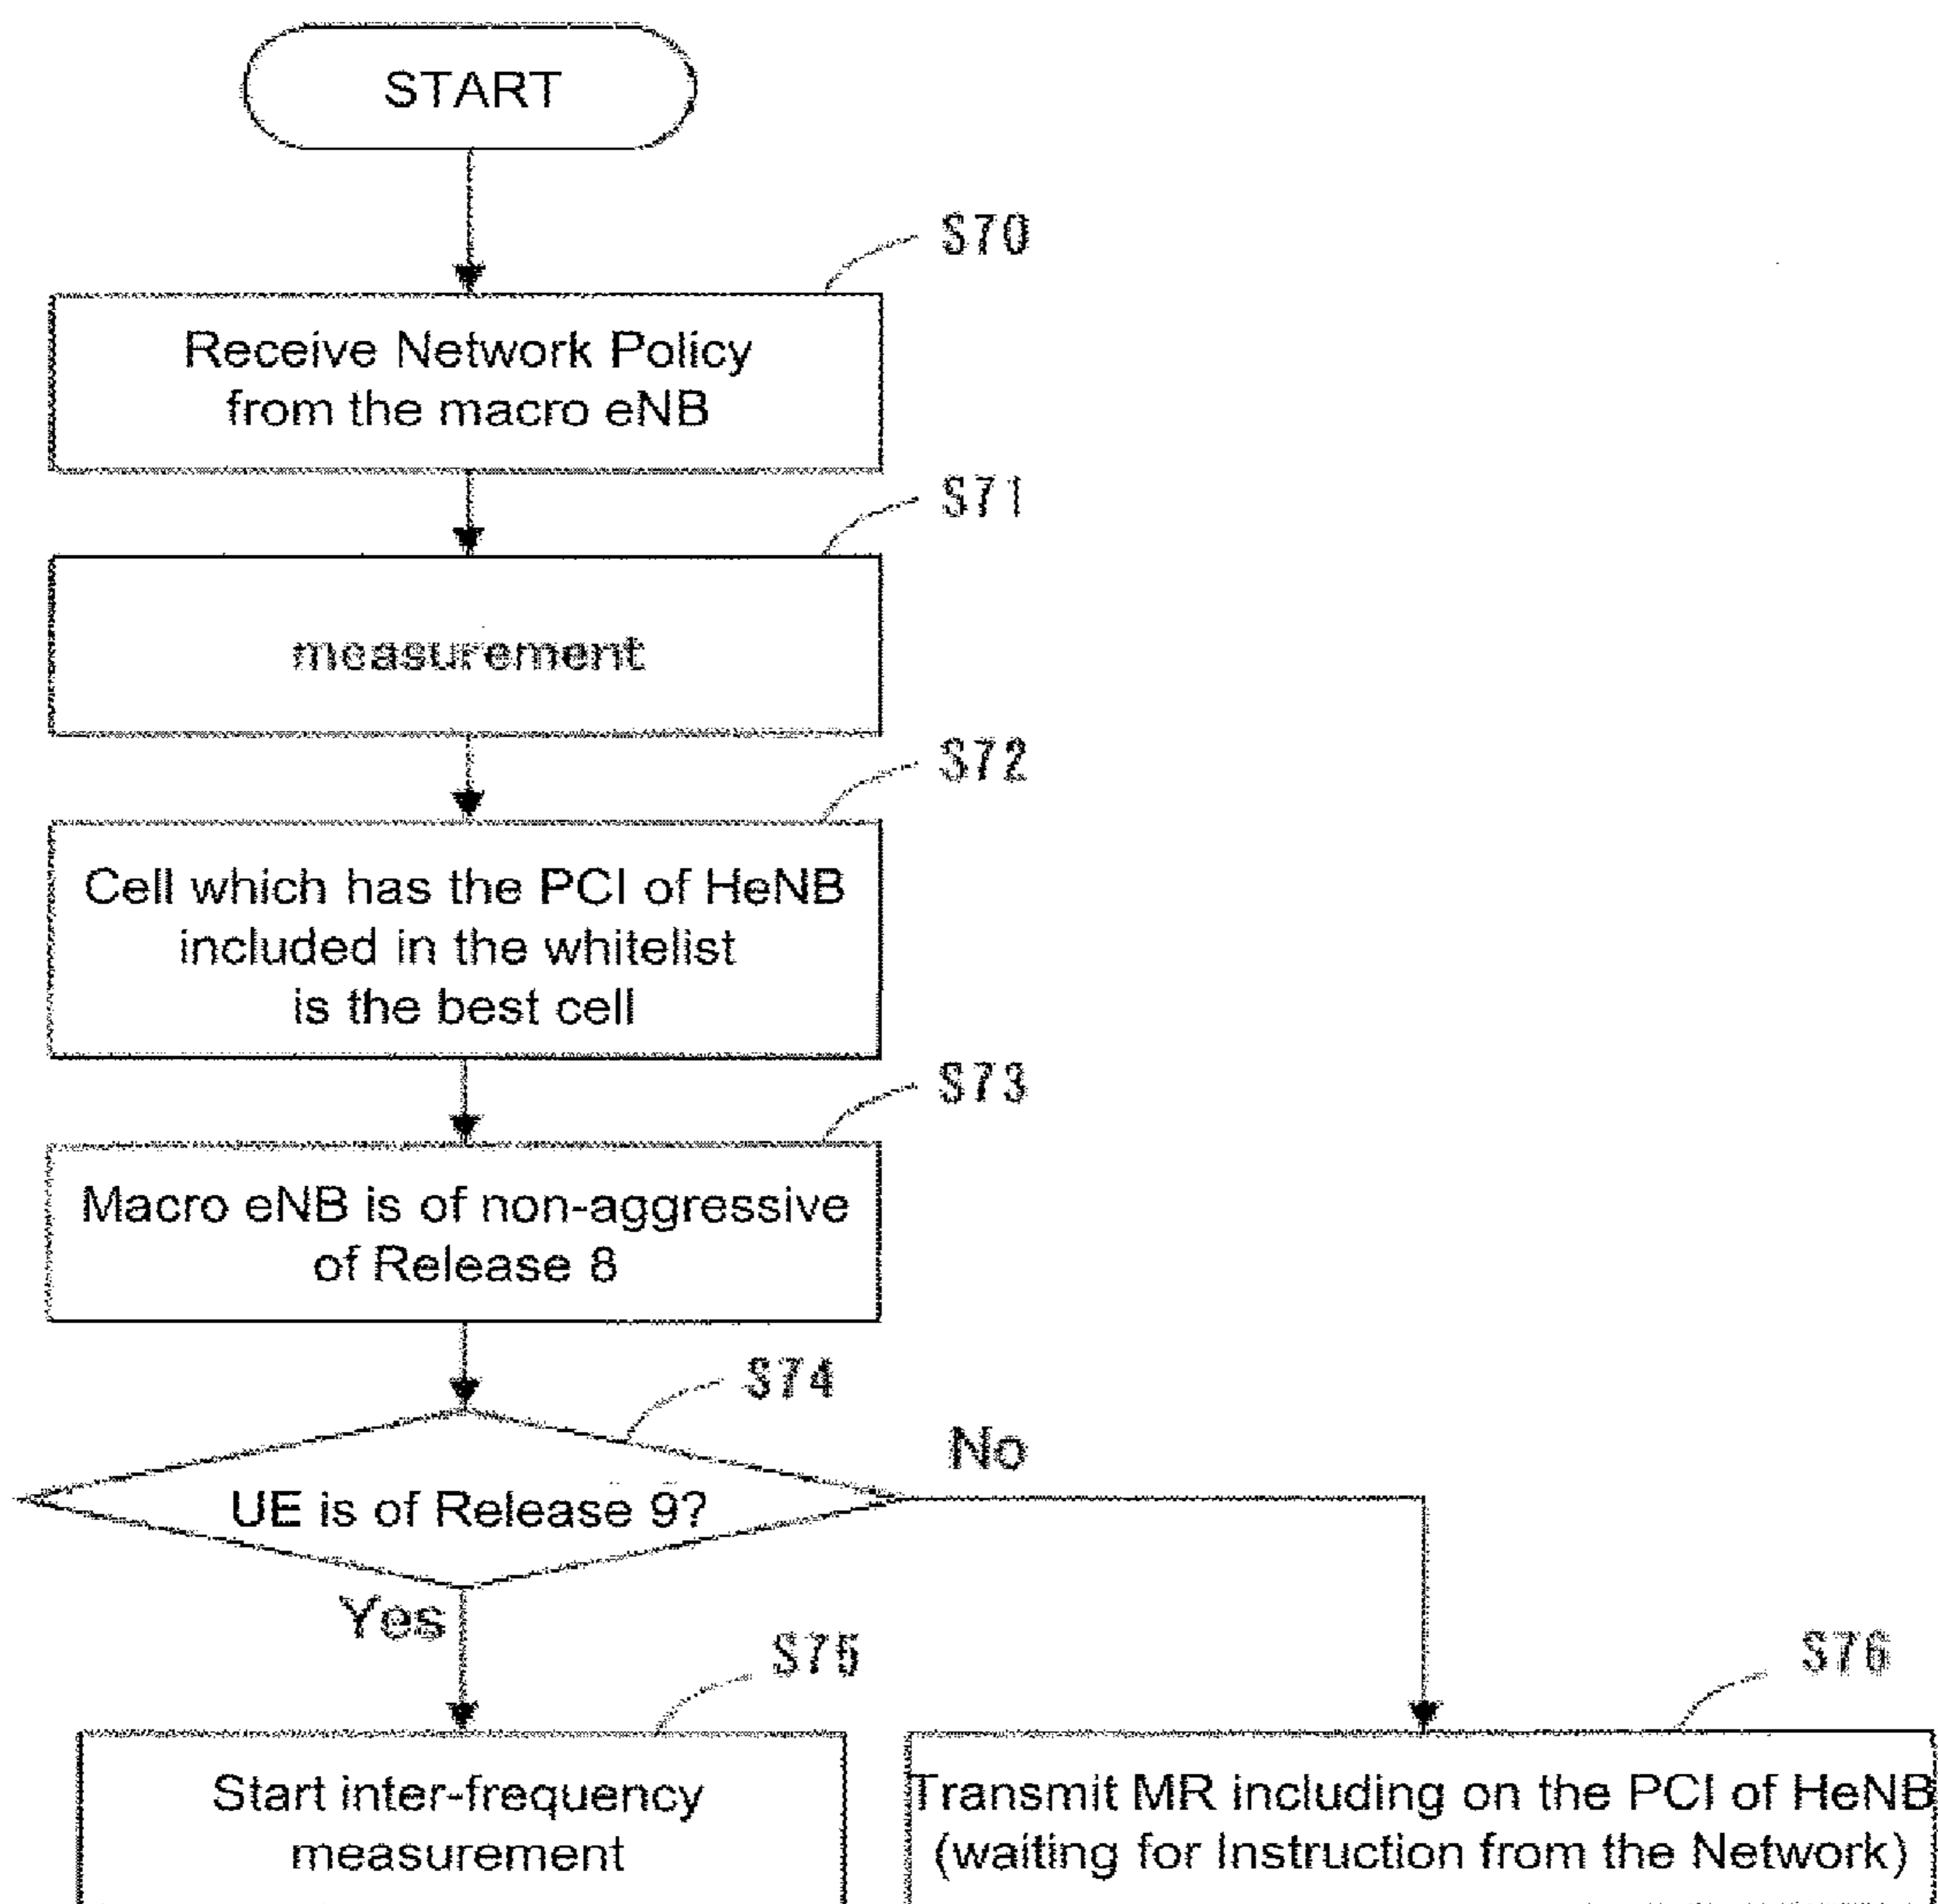 START
S70
Receive Network Policy
from the macro eNB
S71
measurement
S72
Cell which has the PCI of HeNB
included in the whitelist
is the best cell
S73
Macro eNB is of non-aggressive
of Release 8
S74
UE is of Release 9?
No
Yes
S75
Start inter-frequency
measurement
S76
Transmit MR including on the PCI of HeNB
(waiting for Instruction from the Network)